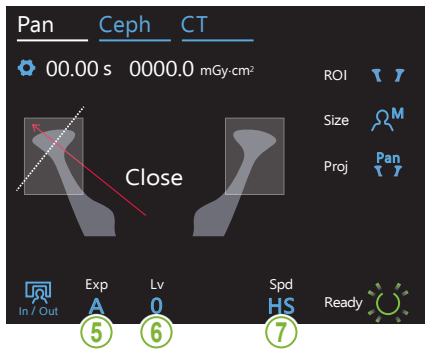 Pan Ceph CT
00.00 s 0000.0 mGy·cm²
ROI
Size M
Proj Pan
Close
Exp Lv Spd
In / Out A 0 HS Ready
5 6 7